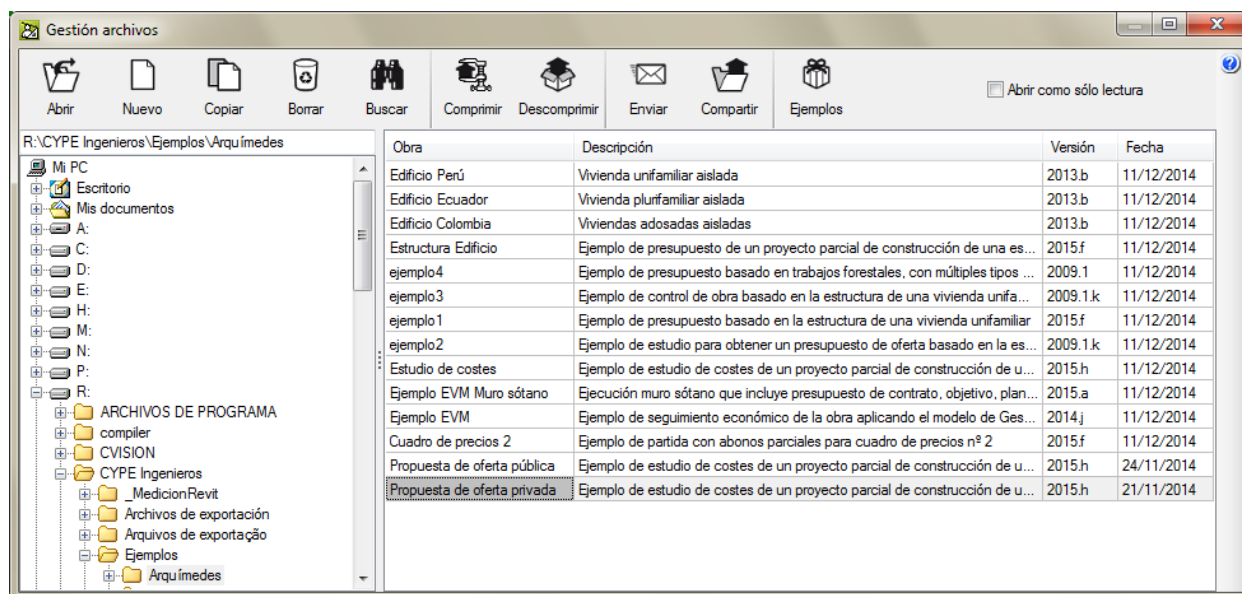 Gestión archivos
Abrir Nuevo Copiar Borrar Buscar Comprimir Descomprimir Enviar Compartir Ejemplos Abrir como sólo lectura
R:\CYPE Ingenieros\Ejemplos\Arquímedes
Mi PC
Escritorio
Mis documentos
A:
C:
D:
E:
H:
M:
N:
P:
R:
ARCHIVOS DE PROGRAMA
compiler
CVISION
CYPE Ingenieros
_MedicionRevit
Archivos de exportación
Arquivos de exportação
Ejemplos
Arquímedes
Obra Descripción Versión Fecha
Edificio Perú Vivienda unifamiliar aislada 2013.b 11/12/2014
Edificio Ecuador Vivienda plurifamiliar aislada 2013.b 11/12/2014
Edificio Colombia Viviendas adosadas aisladas 2013.b 11/12/2014
Estructura Edificio Ejemplo de presupuesto de un proyecto parcial de construcción de una es... 2015.f 11/12/2014
ejemplo4 Ejemplo de presupuesto basado en trabajos forestales, con múltiples tipos ... 2009.1 11/12/2014
ejemplo3 Ejemplo de control de obra basado en la estructura de una vivienda unifa... 2009.1.k 11/12/2014
ejemplo1 Ejemplo de presupuesto basado en la estructura de una vivienda unifamiliar 2015.f 11/12/2014
ejemplo2 Ejemplo de estudio para obtener un presupuesto de oferta basado en la es... 2009.1.k 11/12/2014
Estudio de costes Ejemplo de estudio de costes de un proyecto parcial de construcción de u... 2015.h 11/12/2014
Ejemplo EVM Muro sótano Ejecución muro sótano que incluye presupuesto de contrato, objetivo, plan... 2015.a 11/12/2014
Ejemplo EVM Ejemplo de seguimiento económico de la obra aplicando el modelo de Ges... 2014.j 11/12/2014
Cuadro de precios 2 Ejemplo de partida con abonos parciales para cuadro de precios nº 2 2015.f 11/12/2014
Propuesta de oferta pública Ejemplo de estudio de costes de un proyecto parcial de construcción de u... 2015.h 24/11/2014
Propuesta de oferta privada Ejemplo de estudio de costes de un proyecto parcial de construcción de u... 2015.h 21/11/2014